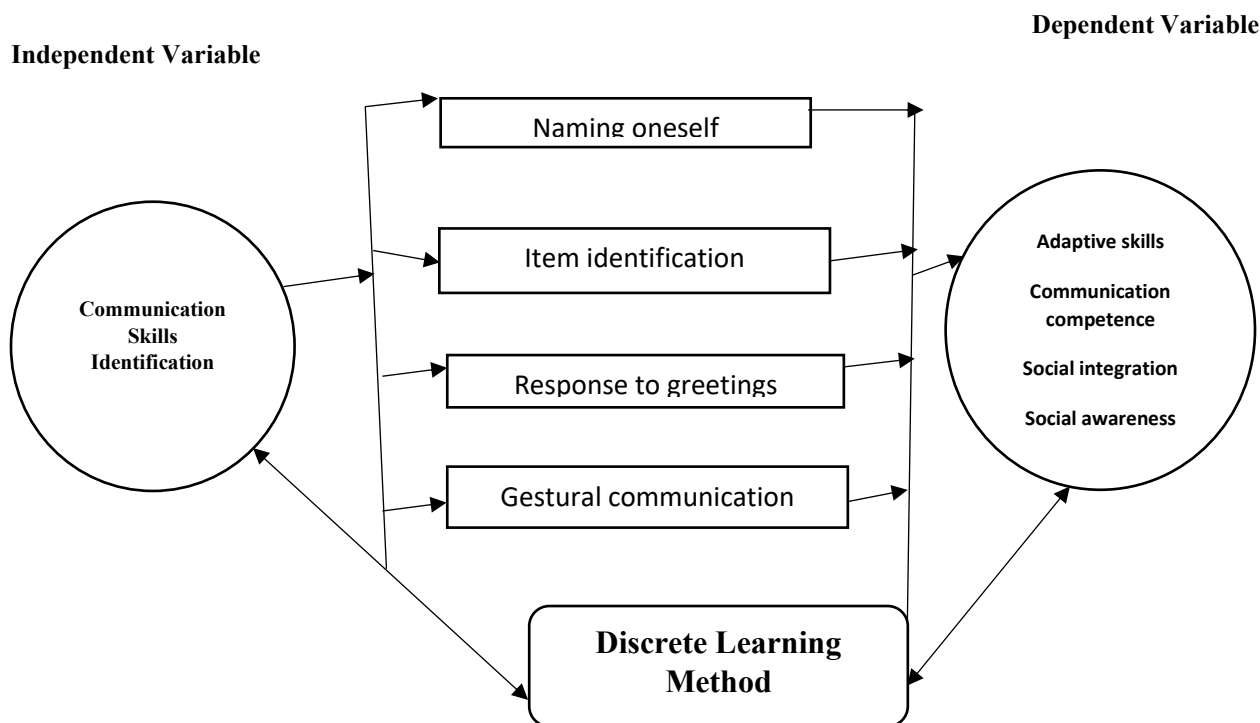 Dependent Variable
Independent Variable
Naming oneself
Item identification
Response to greetings
Gestural communication
Communication
Skills
Identification
Adaptive skills
Communication
competence
Social integration
Social awareness
Discrete Learning
Method